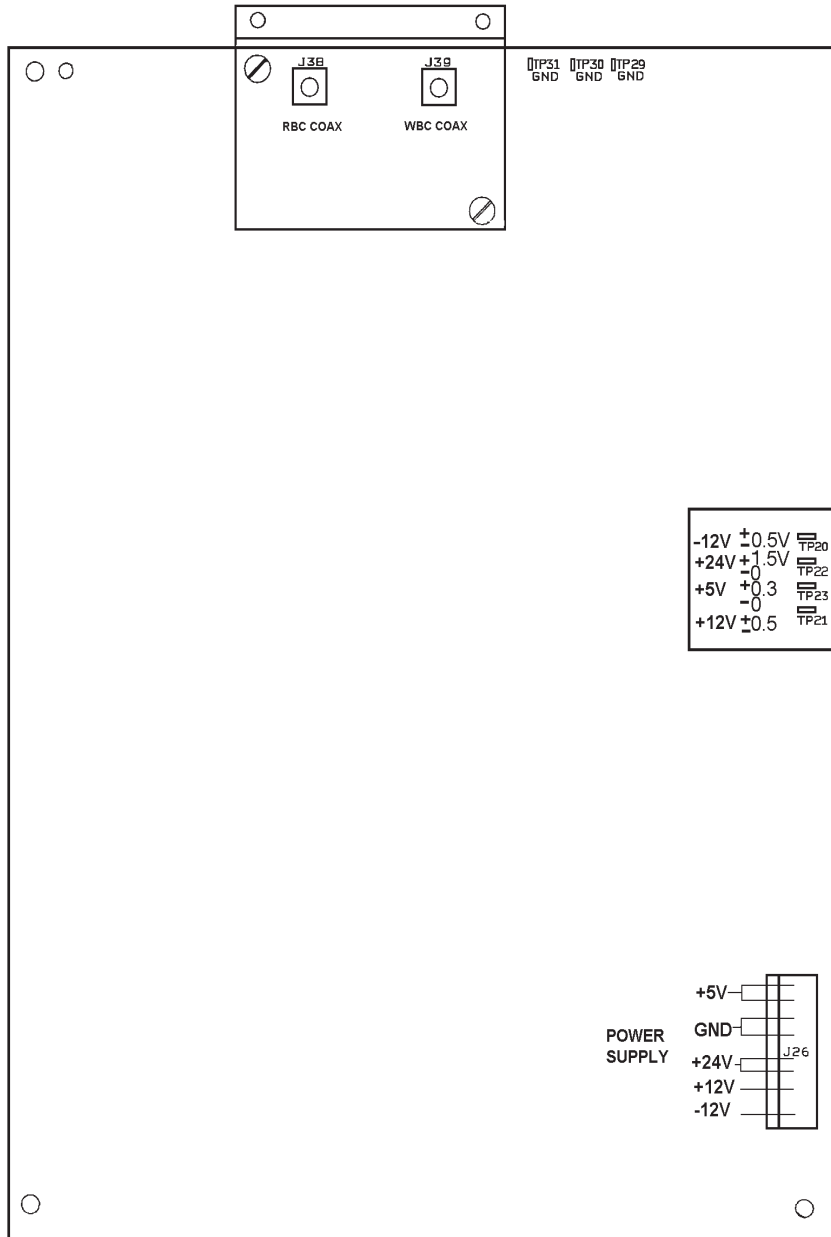 J38 J39
RBC COAX WBC COAX
TP31 TP30 TP29
GND GND GND
-12V ±0.5V TP20
+24V +1.5V
-0 TP22
+5V +0.3 TP23
-0
+12V ±0.5 TP21
+5V
GND
POWER
SUPPLY
J26
+24V
+12V
-12V